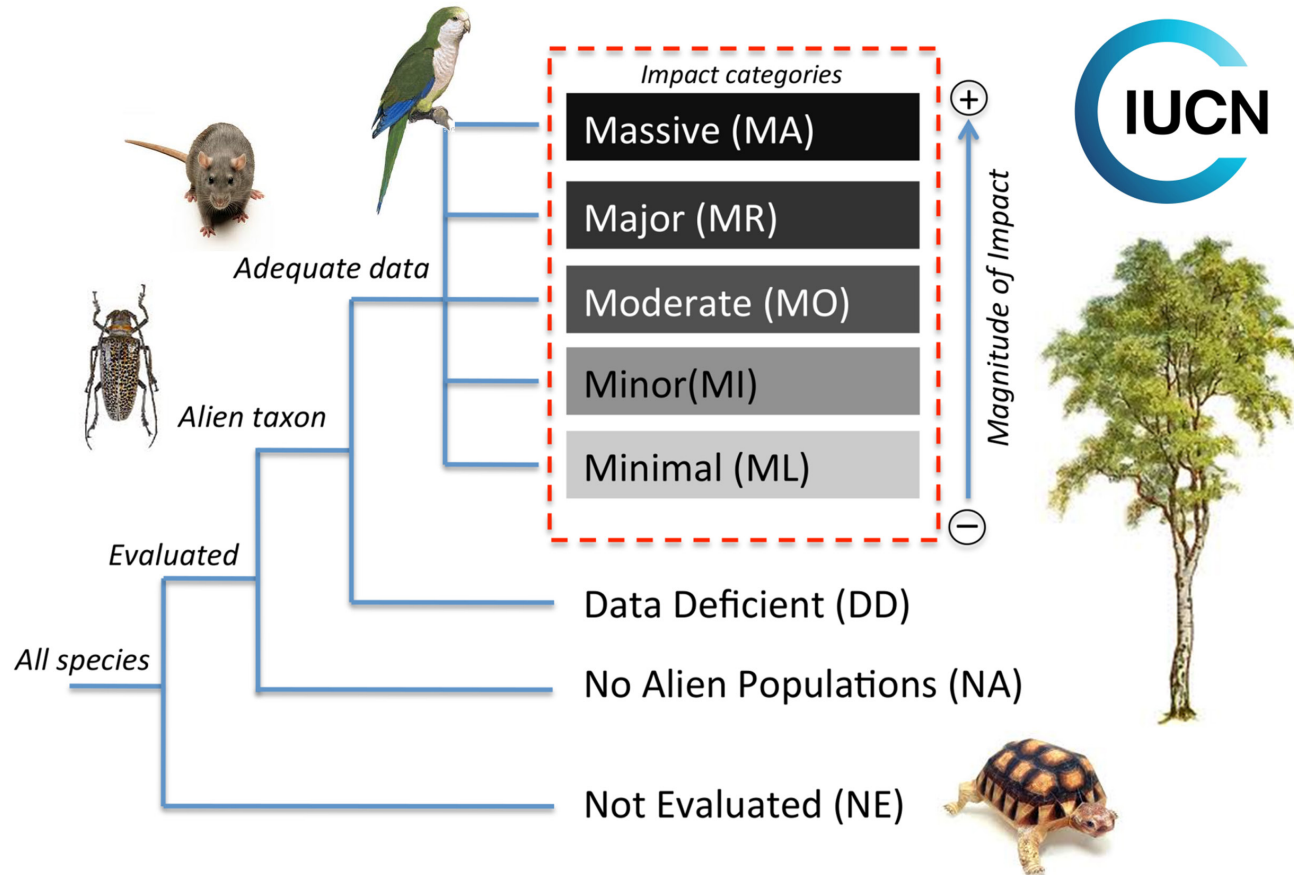 Impact categories
Massive (MA)
Major (MR)
Moderate (MO)
Minor(MI)
Minimal (ML)
+
Magnitude of Impact
−
IUCN
Adequate data
Alien taxon
Evaluated
All species
Data Deficient (DD)
No Alien Populations (NA)
Not Evaluated (NE)